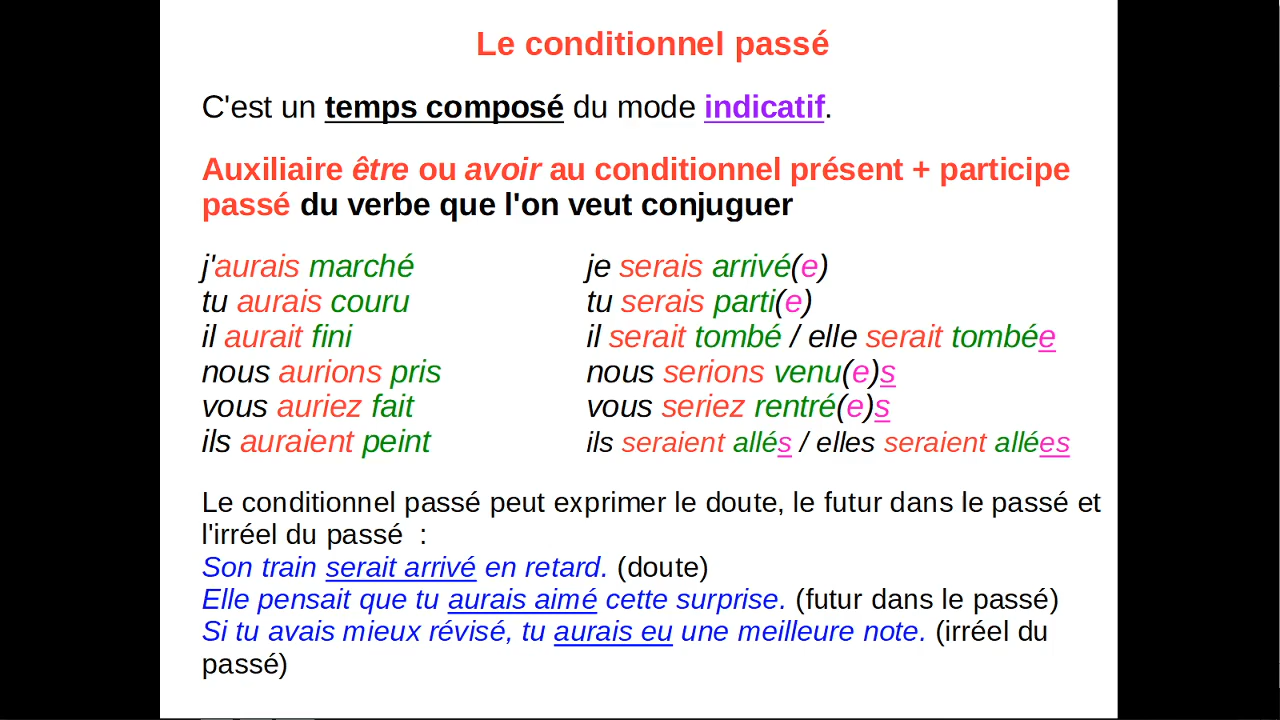 Le conditionnel passé
C'est un temps composé du mode indicatif.
Auxiliaire être ou avoir au conditionnel présent + participe
passé du verbe que l'on veut conjuguer
j'aurais marché
tu aurais couru
il aurait fini
nous aurions pris
vous auriez fait
ils auraient peint
je serais arrivé(e)
tu serais parti(e)
il serait tombé / elle serait tombée
nous serions venu(e)s
vous seriez rentré(e)s
ils seraient allés / elles seraient allées
Le conditionnel passé peut exprimer le doute, le futur dans le passé et
l'irréel du passé :
Son train serait arrivé en retard. (doute)
Elle pensait que tu aurais aimé cette surprise. (futur dans le passé)
Si tu avais mieux révisé, tu aurais eu une meilleure note. (irréel du
passé)